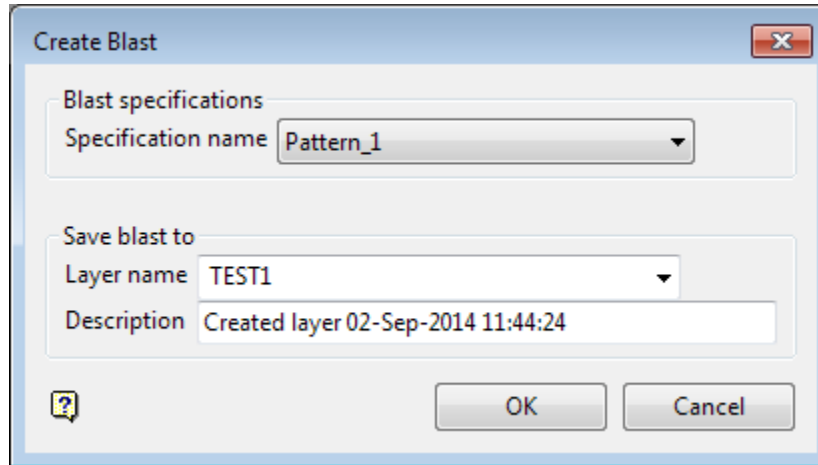 Create Blast
Blast specifications
Specification name Pattern_1
Save blast to
Layer name TEST1
Description Created layer 02-Sep-2014 11:44:24
? OK Cancel